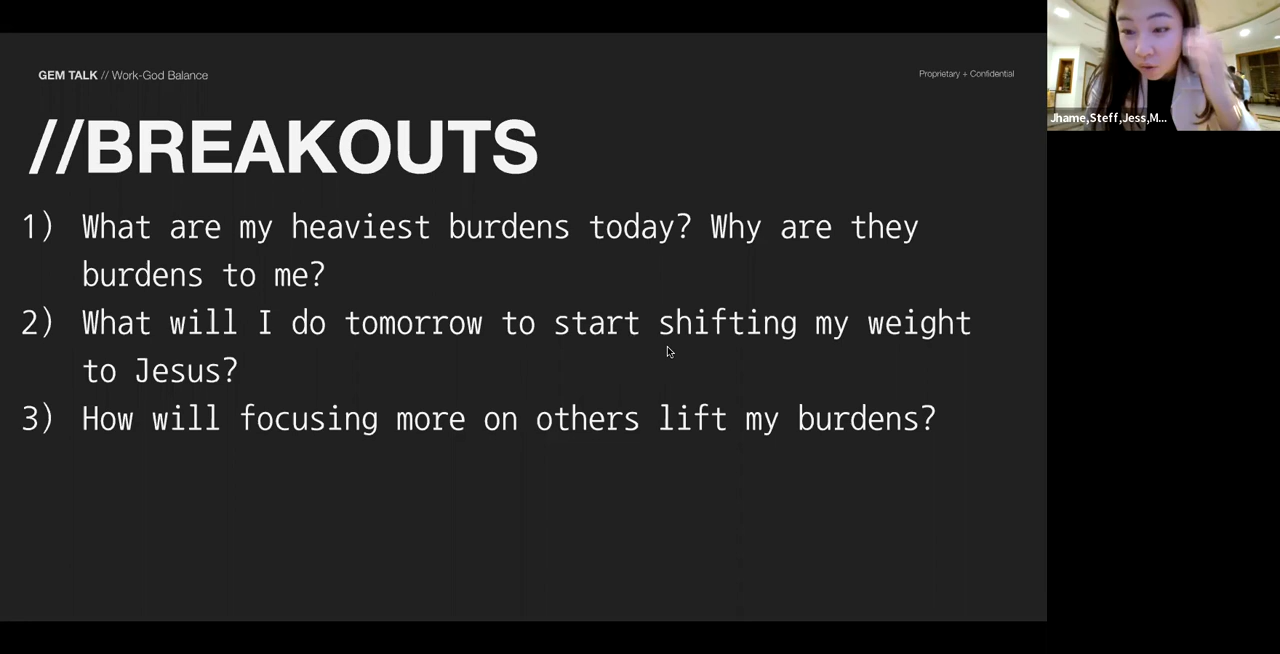 GEM TALK // Work-God Balance
Proprietary + Confidential
//BREAKOUTS
1) What are my heaviest burdens today? Why are they
burdens to me?
2) What will I do tomorrow to start shifting my weight
to Jesus?
3) How will focusing more on others lift my burdens?
Jhame,Steff,Jess,M...